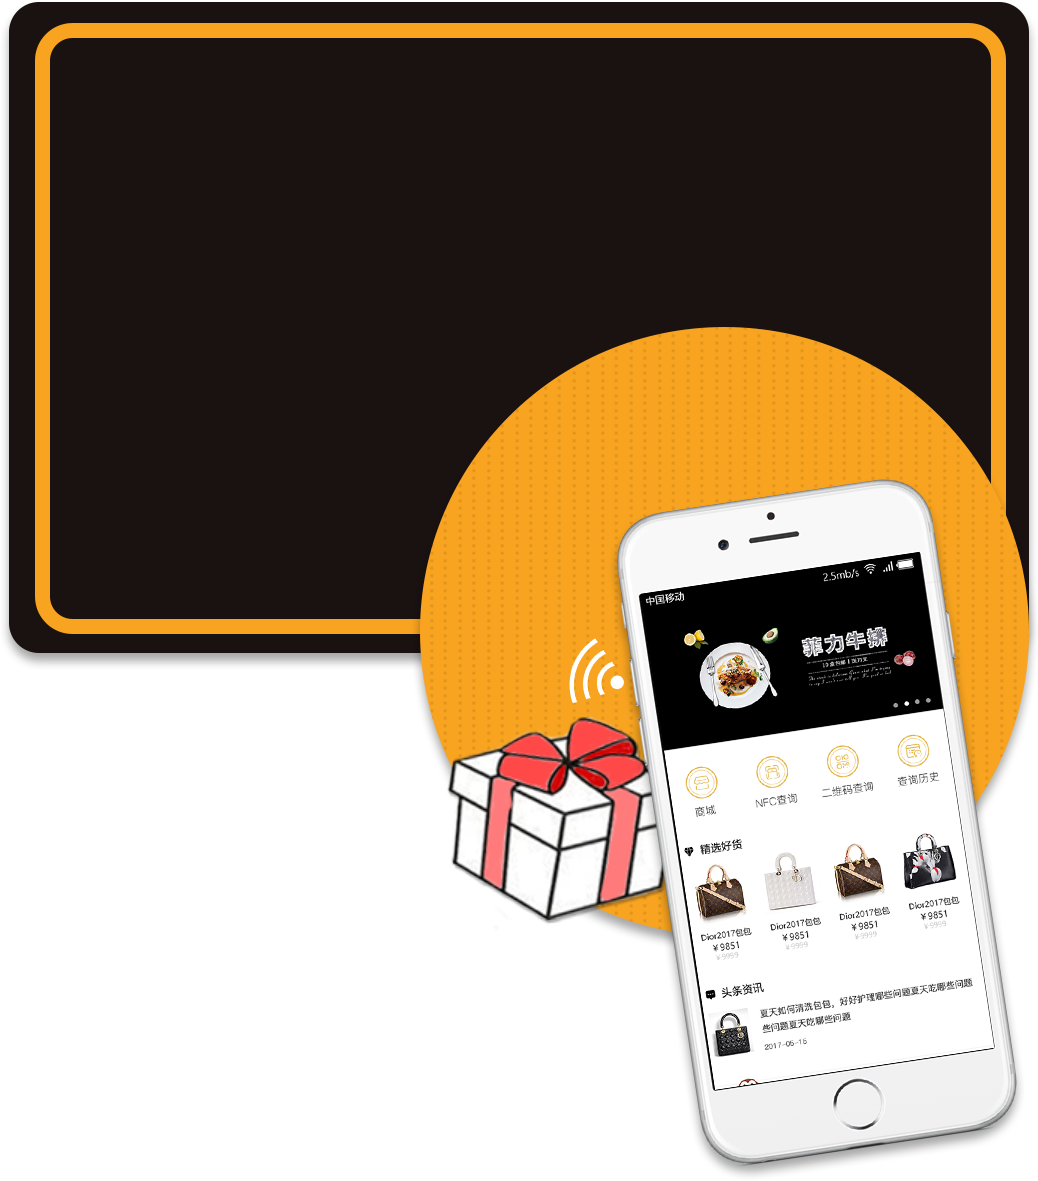 2.5mb/s
中国移动
菲力牛排
商城
NFC查询
二维码查询
查询历史
精选好货
Dior2017包包
Dior2017包包
Dior2017包包
Dior2017包包
￥9851
￥9851
￥9851
￥9851
￥9999
￥9999
￥9999
￥9999
头条资讯
夏天如何清洗包包，好好护理哪些问题夏天吃哪些问题
些问题夏天吃哪些问题
2017-06-16